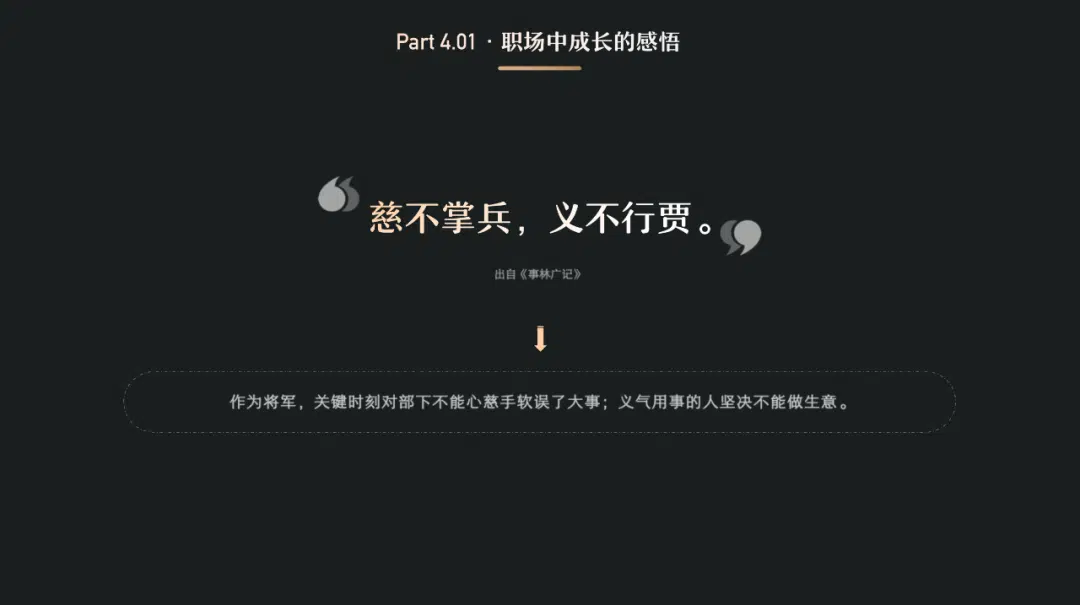 Part 4.01 · 职场中成长的感悟
慈不掌兵，义不行贾。
出自《事林广记》
作为将军，关键时刻对部下不能心慈手软误了大事；义气用事的人坚决不能做生意。